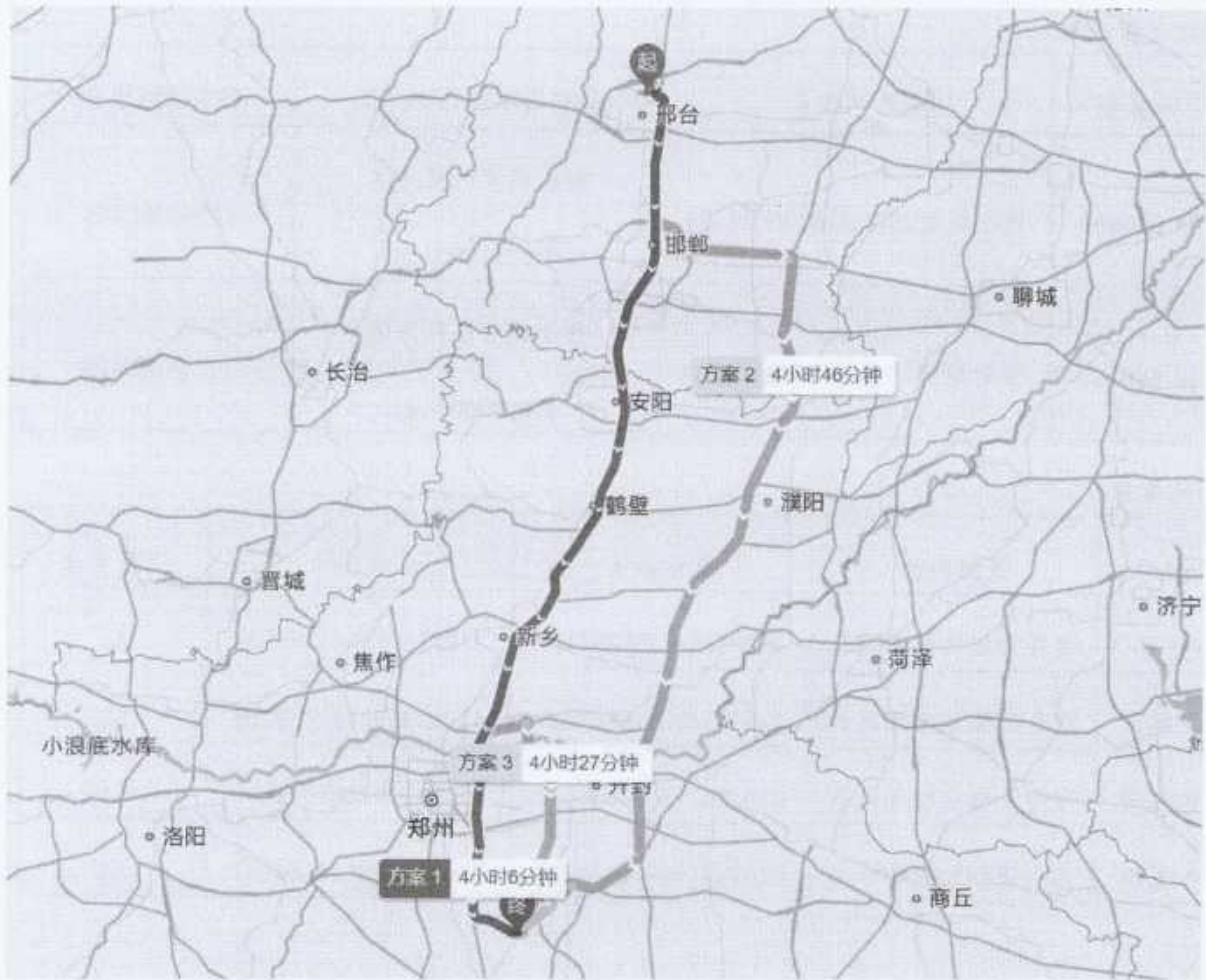 起
邢台
邯郸
聊城
长治
方案 2 4小时46分钟
安阳
鹤壁
濮阳
晋城
济宁
新乡
焦作
菏泽
小浪底水库
方案 3 4小时27分钟
开封
郑州
洛阳
方案 1 4小时6分钟
终
商丘